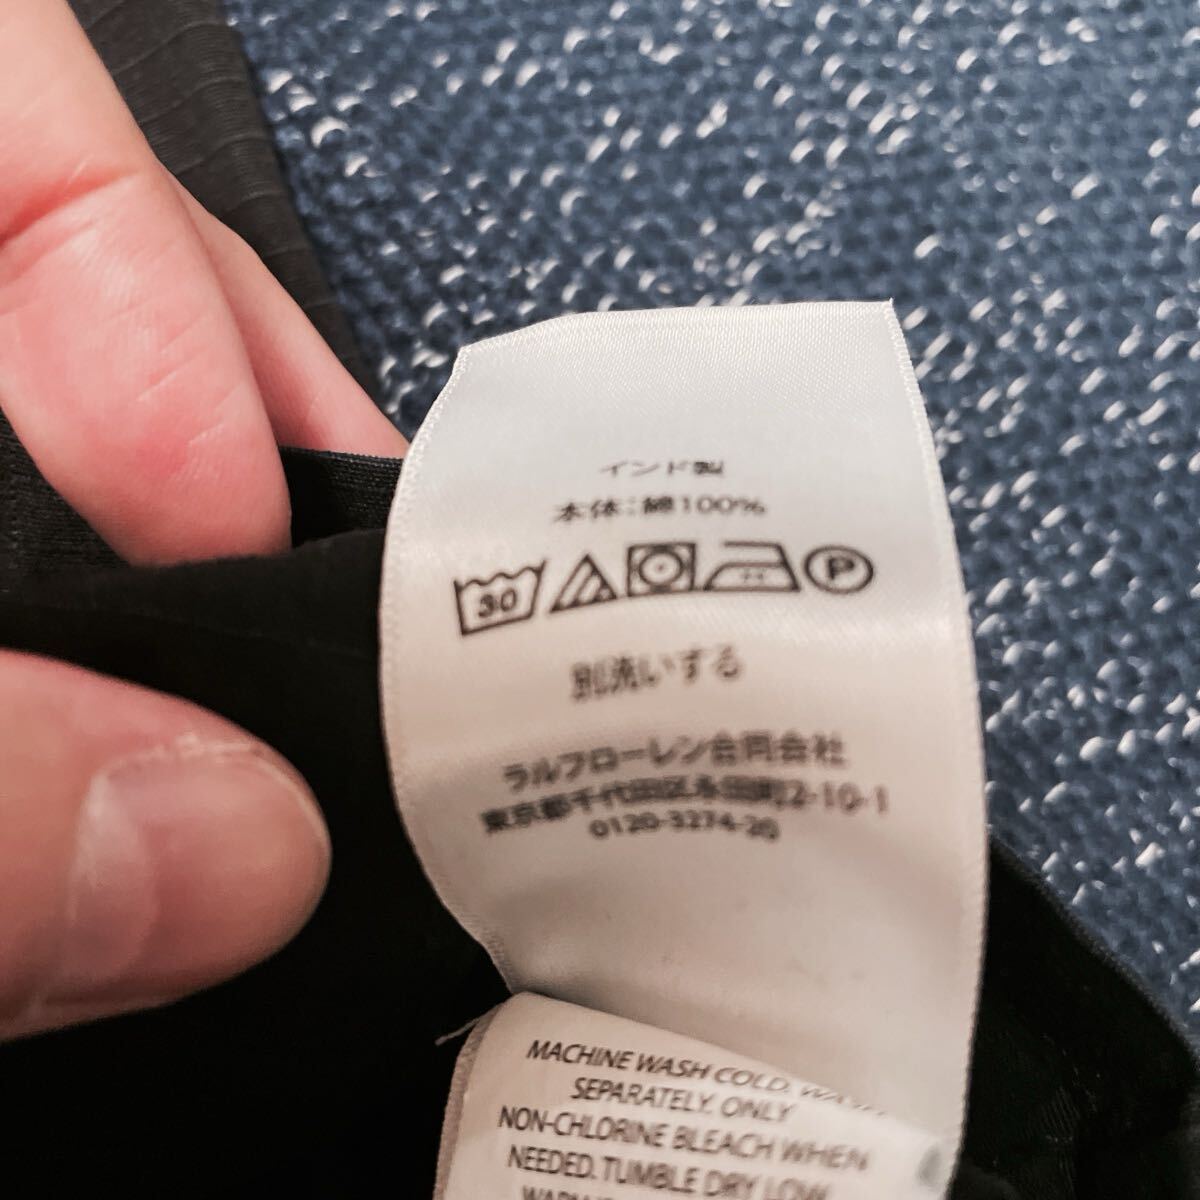 インド製
本体:綿100%
30 P
別洗いする
ラルフローレン合同会社
東京都千代田区永田町2-10-1
0120-3274-20
MACHINE WASH COLD. WASH
SEPARATELY. ONLY
NON-CHLORINE BLEACH WHEN
NEEDED. TUMBLE DRY LOW.
WARM